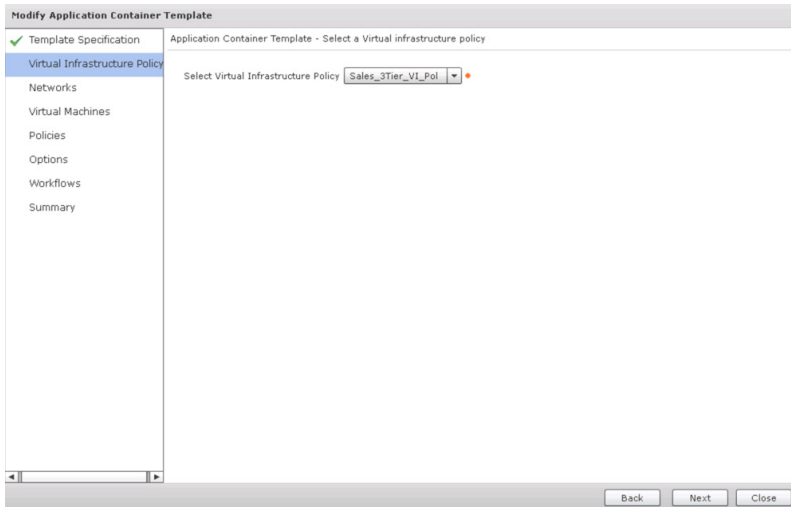 Modify Application Container Template
Template Specification
Virtual Infrastructure Policy
Networks
Virtual Machines
Policies
Options
Workflows
Summary
Application Container Template - Select a Virtual infrastructure policy
Select Virtual Infrastructure Policy Sales_3Tier_VI_Pol
Back Next Close